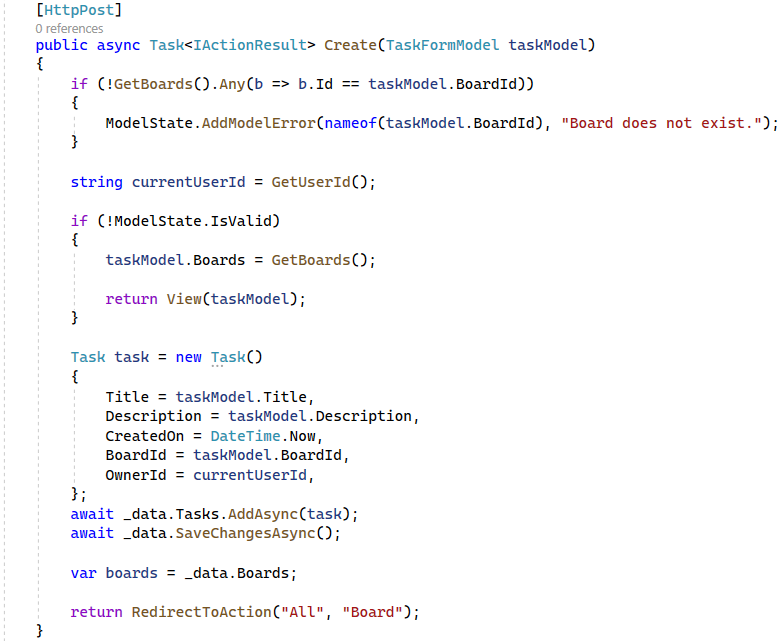 [HttpPost]
0 references
public async Task<IActionResult> Create(TaskFormModel taskModel)
{
    if (!GetBoards().Any(b => b.Id == taskModel.BoardId))
    {
        ModelState.AddModelError(nameof(taskModel.BoardId), "Board does not exist.");
    }

    string currentUserId = GetUserId();

    if (!ModelState.IsValid)
    {
        taskModel.Boards = GetBoards();

        return View(taskModel);
    }

    Task task = new Task()
    {
        Title = taskModel.Title,
        Description = taskModel.Description,
        CreatedOn = DateTime.Now,
        BoardId = taskModel.BoardId,
        OwnerId = currentUserId,
    };
    await _data.Tasks.AddAsync(task);
    await _data.SaveChangesAsync();

    var boards = _data.Boards;

    return RedirectToAction("All", "Board");
}